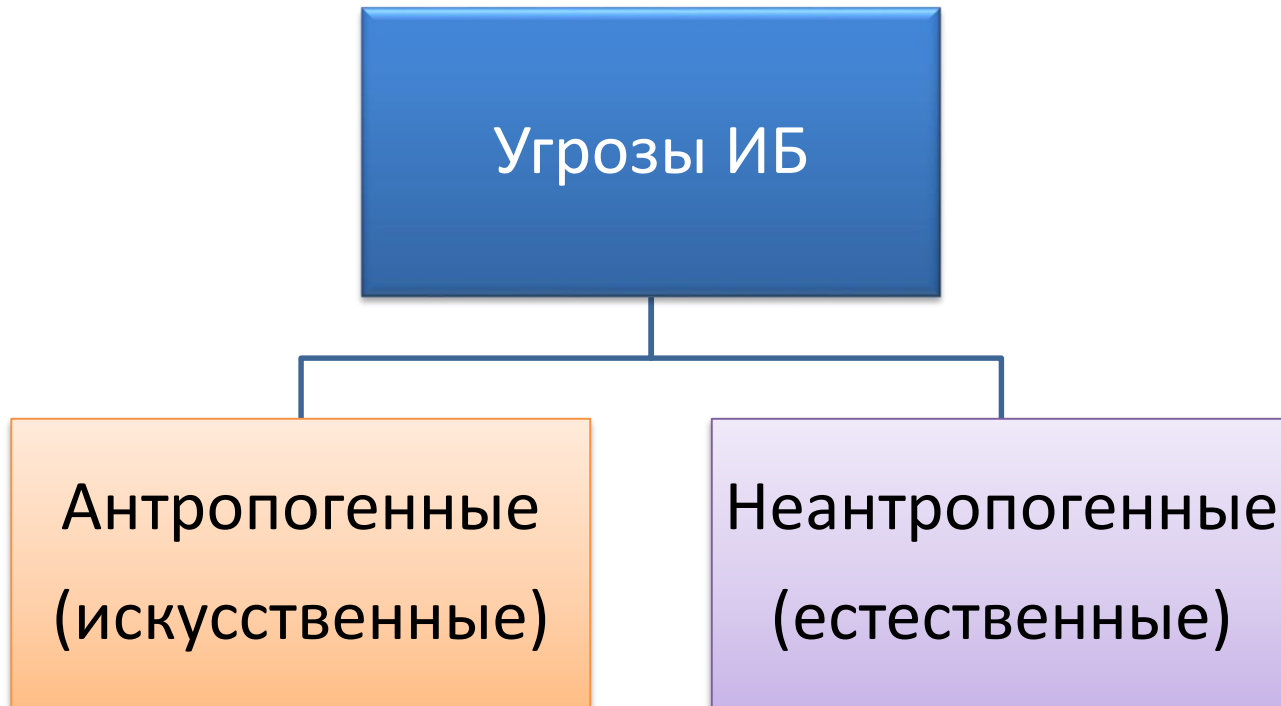 Угрозы ИБ
Антропогенные
(искусственные)
Неантропогенные
(естественные)